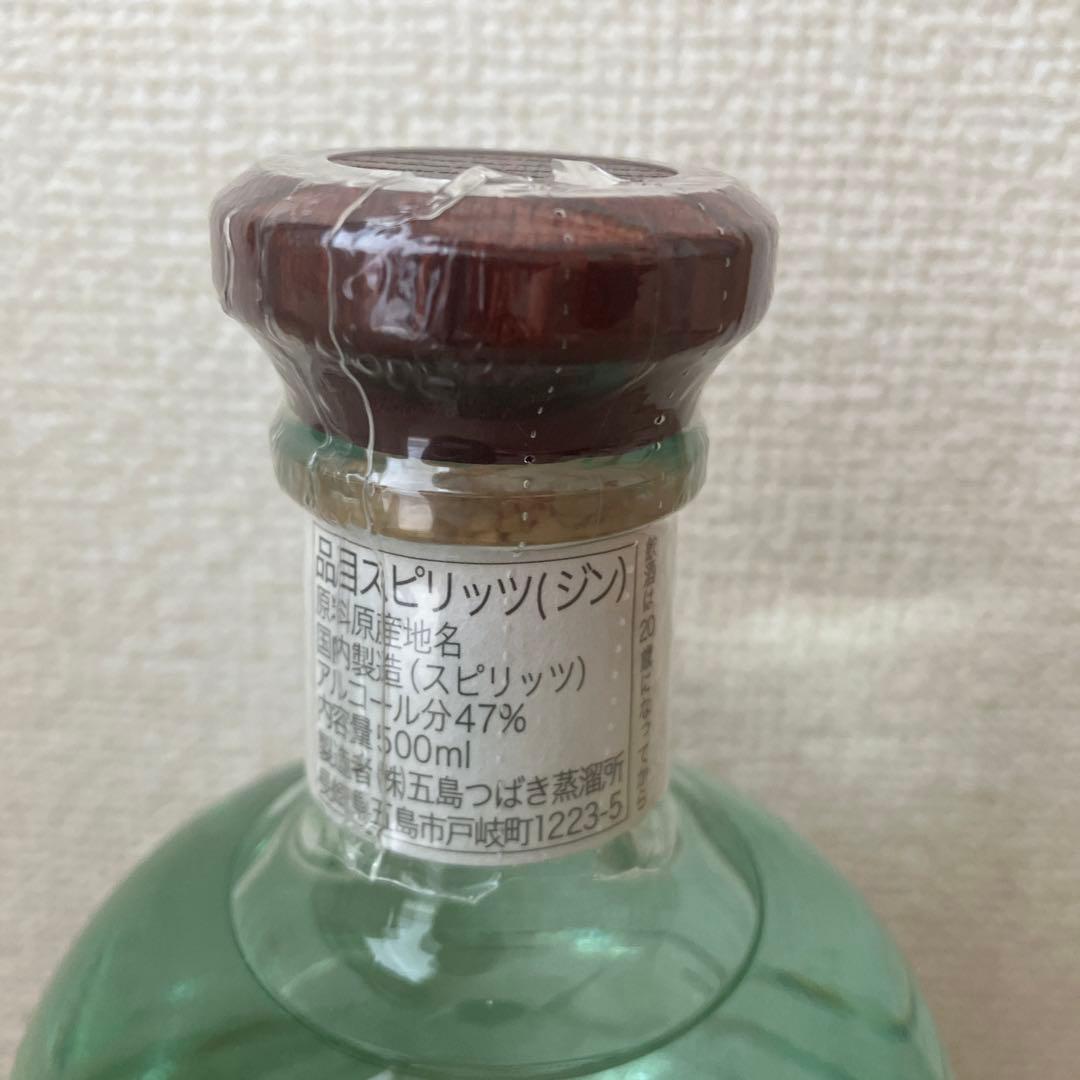 品目スピリッツ(ジン)
原料原産地名
国内製造(スピリッツ)
アルコール分47%
内容量500ml
製造者(株)五島つばき蒸溜所
長崎県五島市戸岐町1223-5
飲酒は20歳になってから